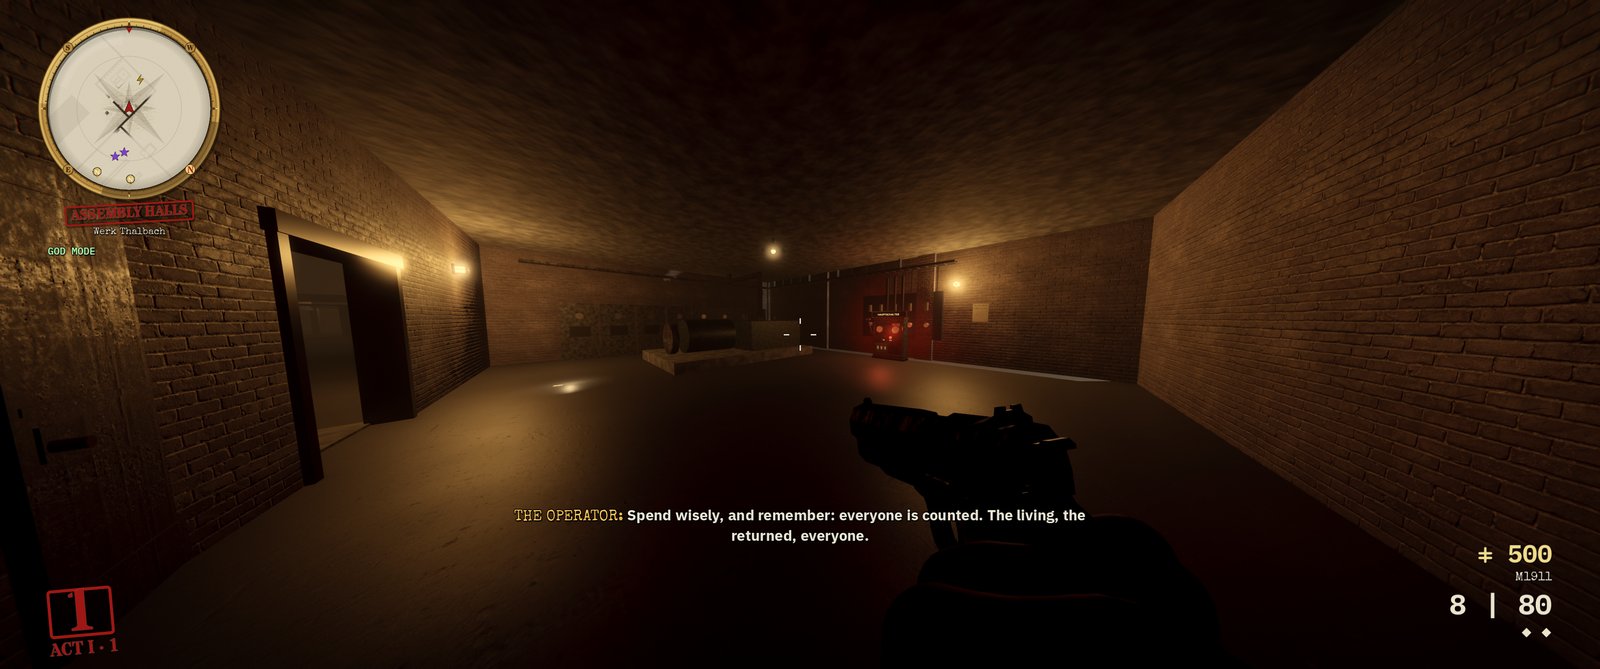 S
W
E
N
ASSEMBLY HALLS
Werk Thalbach
GOD MODE
THE OPERATOR: Spend wisely, and remember: everyone is counted. The living, the
returned, everyone.
500
M1911
8 | 80
1
ACT I · 1